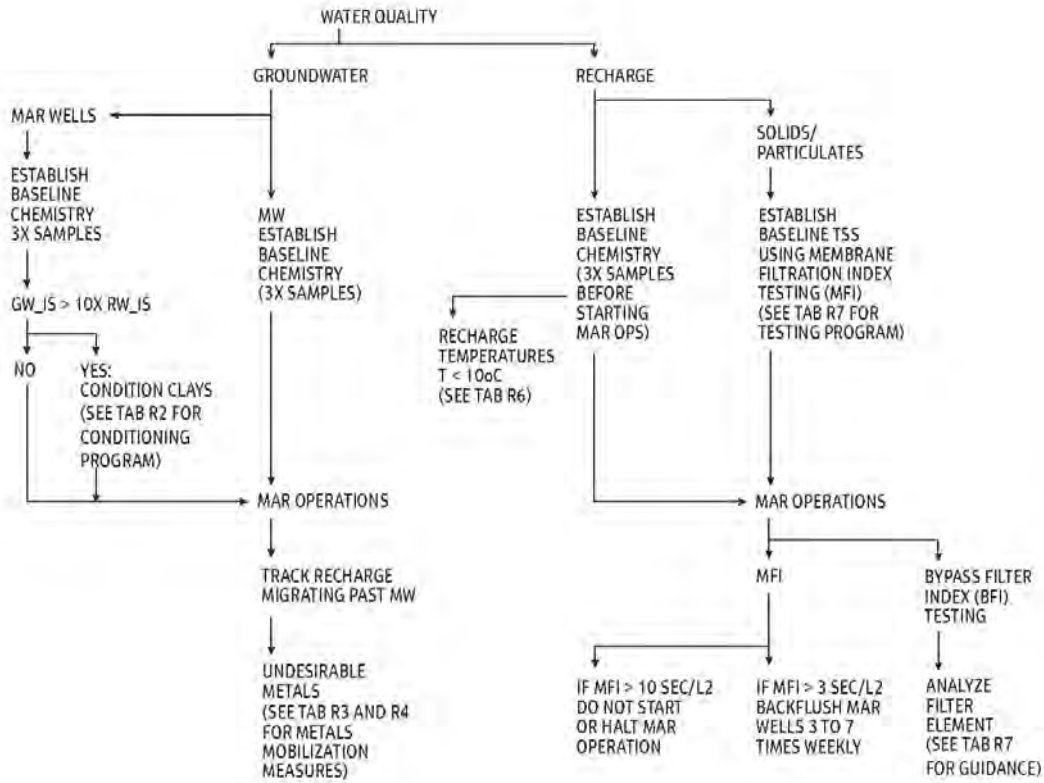 WATER QUALITY
GROUNDWATER
RECHARGE
MAR WELLS
SOLIDS/
PARTICULATES
ESTABLISH
BASELINE
CHEMISTRY
3X SAMPLES
MW
ESTABLISH
BASELINE
CHEMISTRY
(3X SAMPLES)
ESTABLISH
BASELINE
CHEMISTRY
(3X SAMPLES
BEFORE
STARTING
MAR OPS)
ESTABLISH
BASELINE TSS
USING MEMBRANE
FILTRATION INDEX
TESTING (MFI)
(SEE TAB R7 FOR
TESTING PROGRAM)
GW_IS > 10X RW_IS
RECHARGE
TEMPERATURES
T < 10oC
(SEE TAB R6)
NO
YES:
CONDITION CLAYS
(SEE TAB R2 FOR
CONDITIONING
PROGRAM)
MAR OPERATIONS
MAR OPERATIONS
TRACK RECHARGE
MIGRATING PAST MW
MFI
BYPASS FILTER
INDEX (BFI)
TESTING
UNDESIRABLE
METALS
(SEE TAB R3 AND R4
FOR METALS
MOBILIZATION
MEASURES)
IF MFI > 10 SEC/L2
DO NOT START
OR HALT MAR
OPERATION
IF MFI > 3 SEC/L2
BACKFLUSH MAR
WELLS 3 TO 7
TIMES WEEKLY
ANALYZE
FILTER
ELEMENT
(SEE TAB R7
FOR GUIDANCE)